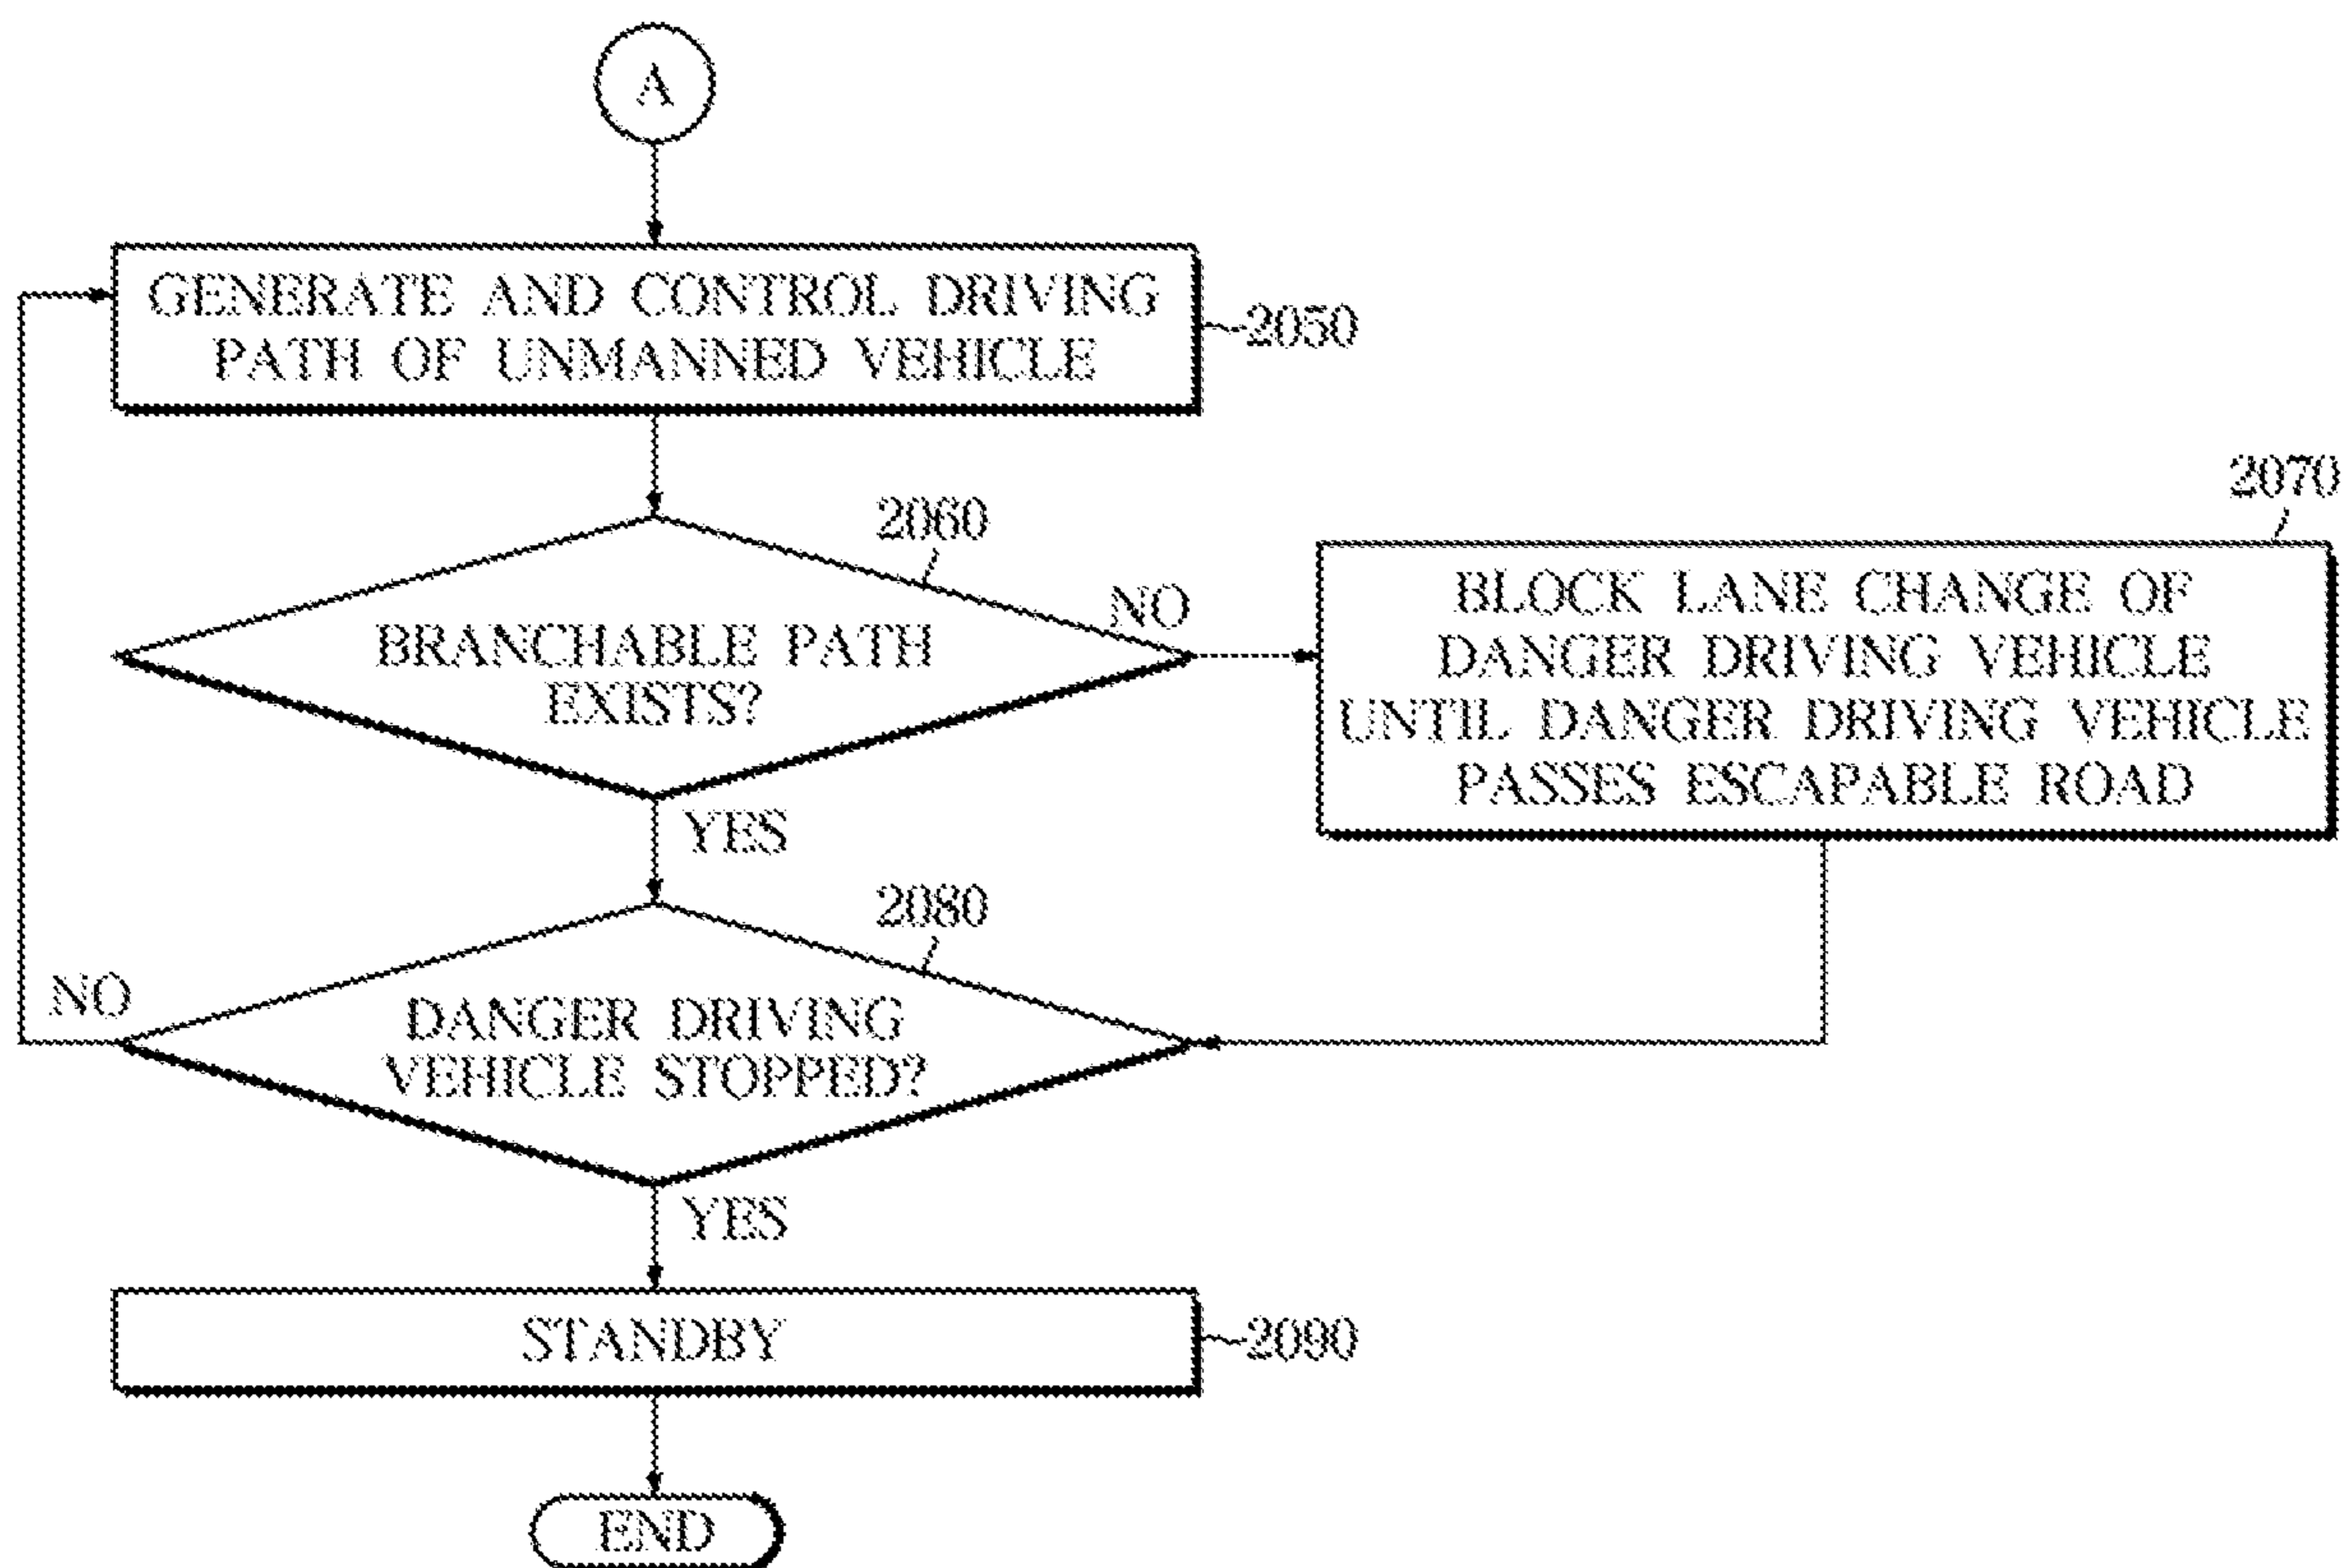 A
GENERATE AND CONTROL DRIVING
PATH OF UNMANNED VEHICLE
2050
2060
BRANCHABLE PATH
EXISTS?
NO
2070
BLOCK LANE CHANGE OF
DANGER DRIVING VEHICLE
UNTIL DANGER DRIVING VEHICLE
PASSES ESCAPABLE ROAD
YES
2080
NO
DANGER DRIVING
VEHICLE STOPPED?
YES
STANDBY
2090
END